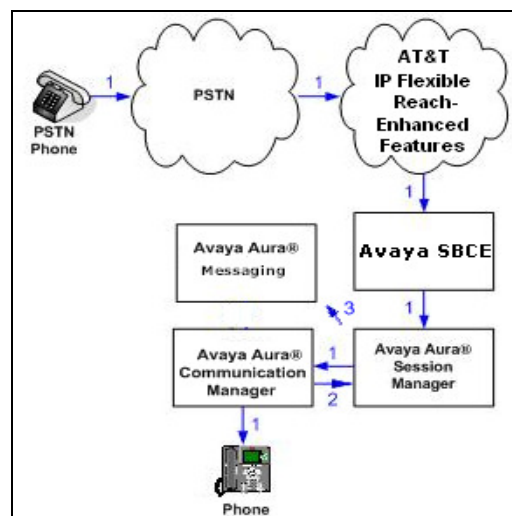 AT&T
IP Flexible
Reach-
Enhanced
Features
PSTN
1
1
PSTN
Phone
1
Avaya SBCE
Avaya Aura®
Messaging
3
1
Avaya Aura®
Communication
Manager
1
2
Avaya Aura®
Session
Manager
1
Phone